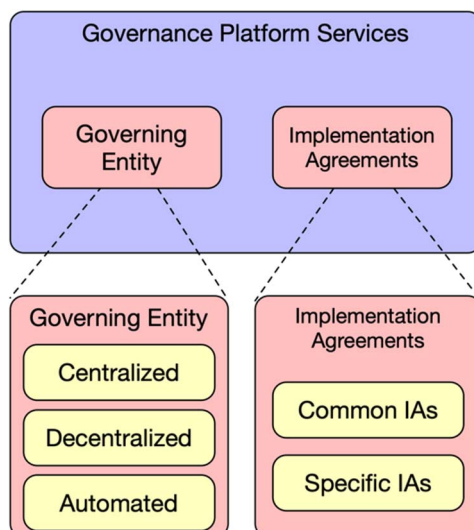 Governance Platform Services
Governing
Entity
Implementation
Agreements
Governing Entity
Centralized
Decentralized
Automated
Implementation
Agreements
Common IAs
Specific IAs